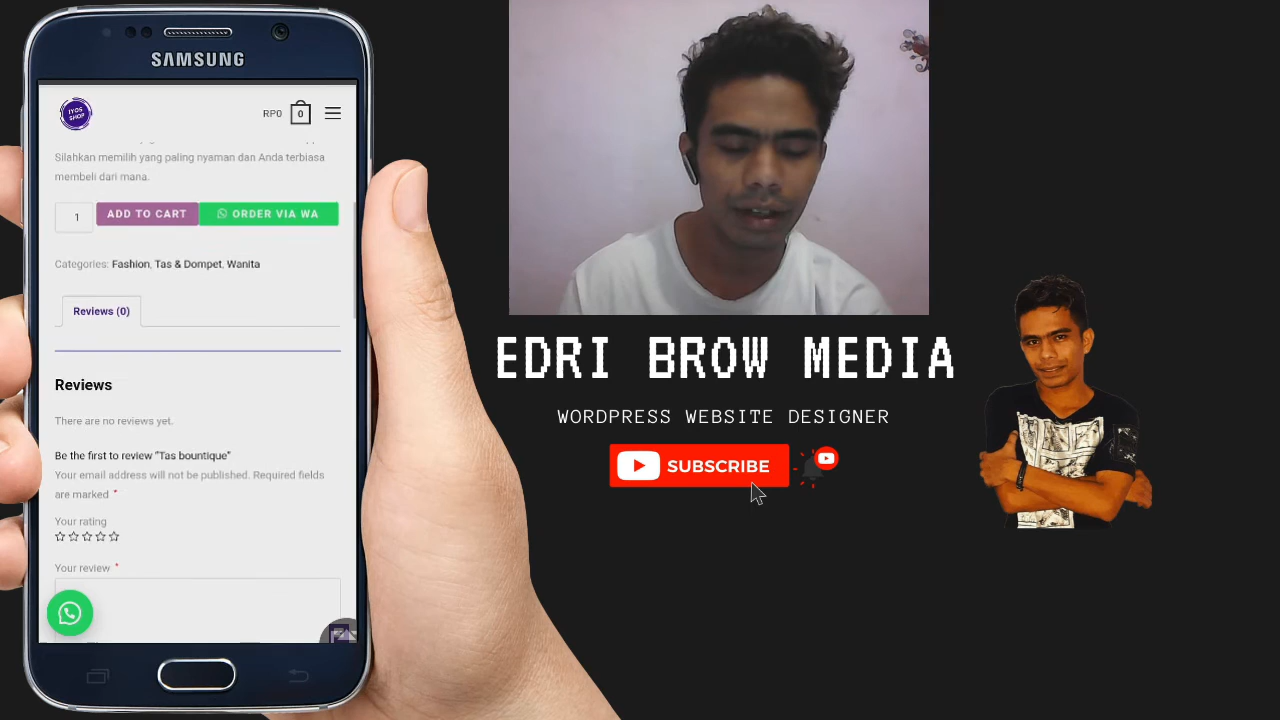 SAMSUNG
IYOS
SHOP
RP0
0
Silahkan memilih yang paling nyaman dan Anda terbiasa
membeli dari mana.
1
ADD TO CART
ORDER VIA WA
Categories: Fashion, Tas & Dompet, Wanita
Reviews (0)
Reviews
There are no reviews yet.
Be the first to review “Tas bountique”
Your email address will not be published. Required fields
are marked *
Your rating
Your review *
EDRI BROW MEDIA
WORDPRESS WEBSITE DESIGNER
SUBSCRIBE